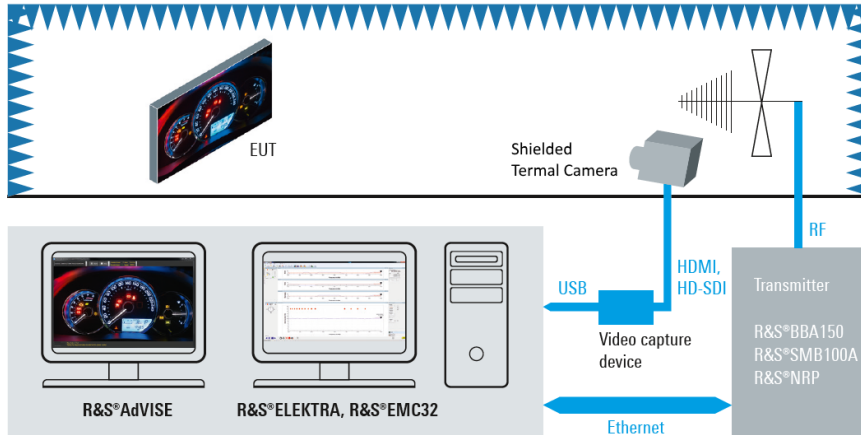 EUT
Shielded
Termal Camera
RF
HDMI,
HD-SDI
USB
Video capture
device
Transmitter
R&S®BBA150
R&S®SMB100A
R&S®NRP
R&S®AdVISE
R&S®ELEKTRA, R&S®EMC32
Ethernet